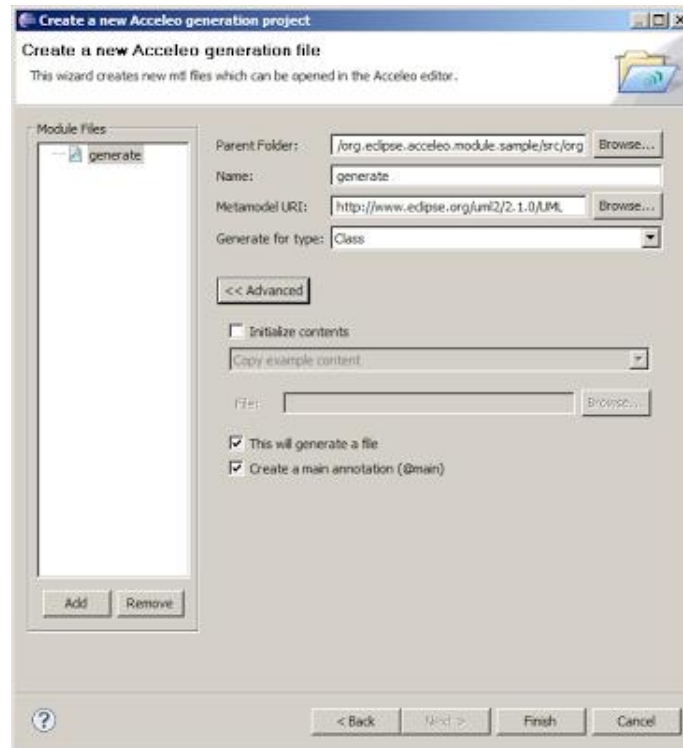 Create a new Acceleo generation project
Create a new Acceleo generation file
This wizard creates new mtl files which can be opened in the Acceleo editor.
Module Files
generate
Parent Folder: /org.eclipse.acceleo.module.sample/src/org Browse...
Name: generate
Metamodel URI: http://www.eclipse.org/uml2/2.1.0/UML Browse...
Generate for type: Class
<< Advanced
Initialize contents
Copy example content
File: Browse...
This will generate a file
Create a main annotation (@main)
Add Remove
< Back Next > Finish Cancel